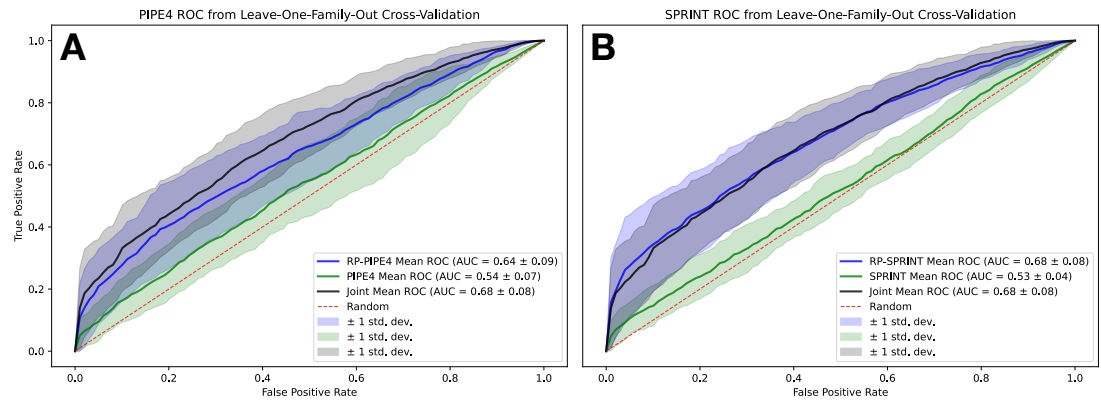 PIPE4 ROC from Leave-One-Family-Out Cross-Validation
A
True Positive Rate
1.0
0.8
0.6
0.4
0.2
0.0
RP-PIPE4 Mean ROC (AUC = 0.64 ± 0.09)
PIPE4 Mean ROC (AUC = 0.54 ± 0.07)
Joint Mean ROC (AUC = 0.68 ± 0.08)
Random
± 1 std. dev.
± 1 std. dev.
± 1 std. dev.
0.0 0.2 0.4 0.6 0.8 1.0
False Positive Rate
SPRINT ROC from Leave-One-Family-Out Cross-Validation
B
RP-SPRINT Mean ROC (AUC = 0.68 ± 0.08)
SPRINT Mean ROC (AUC = 0.53 ± 0.04)
Joint Mean ROC (AUC = 0.68 ± 0.08)
Random
± 1 std. dev.
± 1 std. dev.
± 1 std. dev.
0.0 0.2 0.4 0.6 0.8 1.0
False Positive Rate